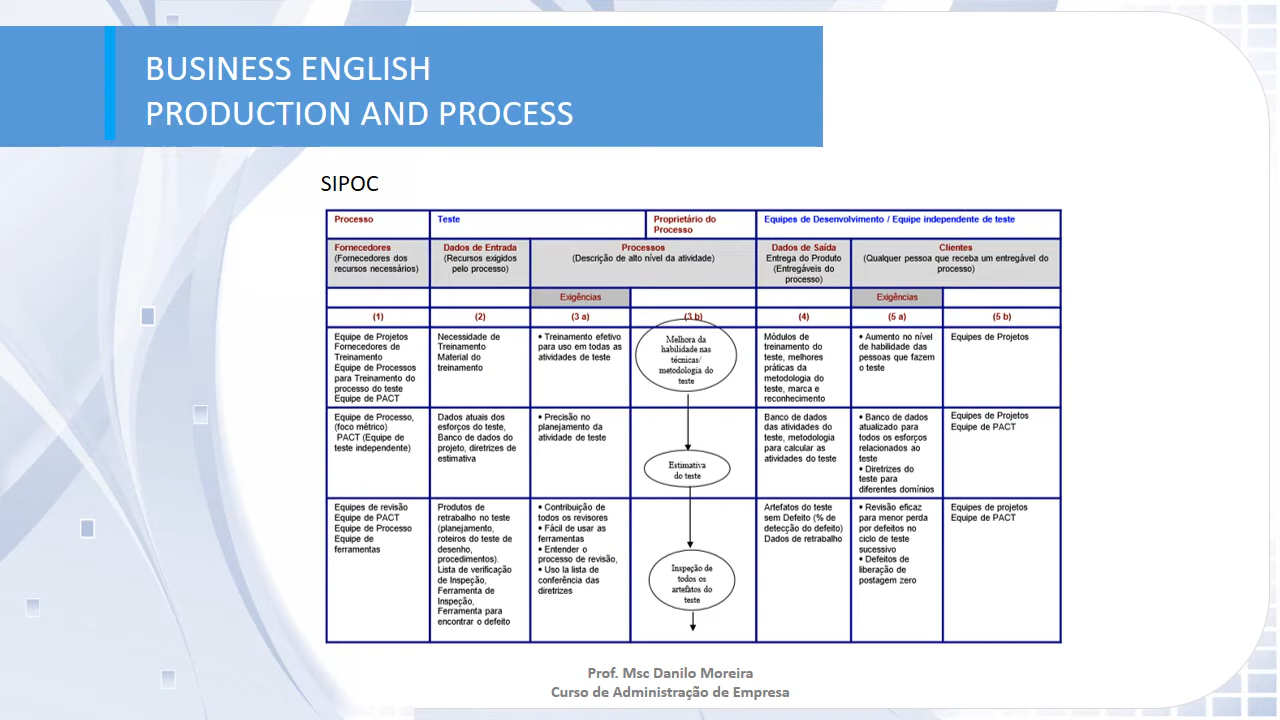 BUSINESS ENGLISH
PRODUCTION AND PROCESS
SIPOC
Processo
Teste
Proprietário do
Processo
Equipes de Desenvolvimento / Equipe independente de teste
Fornecedores
(Fornecedores dos
recursos necessários)
Dados de Entrada
(Recursos exigidos
pelo processo)
Processos
(Descrição de alto nível da atividade)
Dados de Saída
Entrega do Produto
(Entregáveis do
processo)
Clientes
(Qualquer pessoa que receba um entregável do
processo)
Exigências
Exigências
(1)
(2)
(3 a)
(3 b)
(4)
(5 a)
(5 b)
Equipe de Projetos
Fornecedores de
Treinamento
Equipe de Processos
para Treinamento do
processo do teste
Equipe de PACT
Necessidade de
Treinamento
Material do
treinamento
• Treinamento efetivo
para uso em todas as
atividades de teste
Melhora da
habilidade nas
técnicas/
metodologia do
teste
Módulos de
treinamento do
teste, melhores
práticas da
metodologia do
teste, marca e
reconhecimento
• Aumento no nível
de habilidade das
pessoas que fazem
o teste
Equipes de Projetos
Equipe de Processo,
(foco métrico)
PACT (Equipe de
teste independente)
Dados atuais dos
esforços do teste,
Banco de dados do
projeto, diretrizes de
estimativa
• Precisão no
planejamento da
atividade de teste
Estimativa
do teste
Banco de dados
das atividades do
teste, metodologia
para calcular as
atividades do teste
• Banco de dados
atualizado para
todos os esforços
relacionados ao
teste
• Diretrizes do
teste para
diferentes domínios
Equipes de Projetos
Equipe de PACT
Equipes de revisão
Equipe de PACT
Equipe de Processo
Equipe de
ferramentas
Produtos de
retrabalho no teste
(planejamento,
roteiros do teste de
desenho,
procedimentos).
Lista de verificação
de Inspeção,
Ferramenta de
Inspeção,
Ferramenta para
encontrar o defeito
• Contribuição de
todos os revisores
• Fácil de usar as
ferramentas
• Entender o
processo de revisão,
• Uso la lista de
conferência das
diretrizes
Inspeção de
todos os
artefatos do
teste
Artefatos do teste
sem Defeito (% de
detecção do defeito)
Dados de retrabalho
• Revisão eficaz
para menor perda
por defeitos no
ciclo de teste
sucessivo
• Defeitos de
liberação de
postagem zero
Equipes de projetos
Equipe de PACT
Prof. Msc Danilo Moreira
Curso de Administração de Empresa